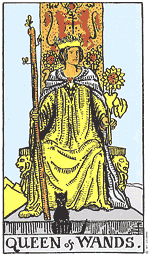 QUEEN of WANDS.